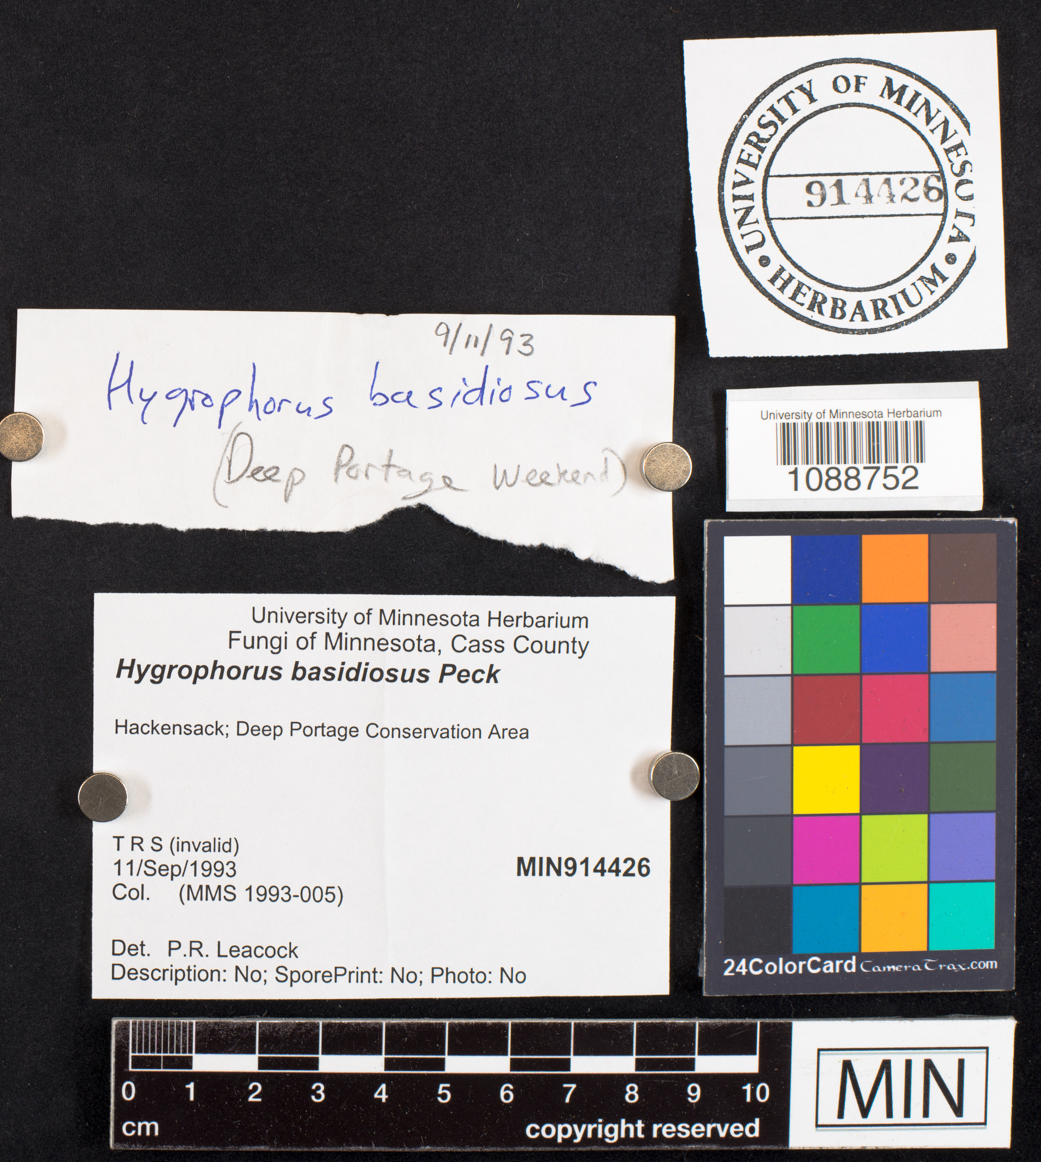 UNIVERSITY OF MINNESOTA
914426
• HERBARIUM •
9/11/93
Hygrophorus basidiosus
(Deep Portage Weekend)
University of Minnesota Herbarium
1088752
University of Minnesota Herbarium
Fungi of Minnesota, Cass County
Hygrophorus basidiosus Peck
Hackensack; Deep Portage Conservation Area
T R S (invalid)
11/Sep/1993
MIN914426
Col. (MMS 1993-005)
Det. P.R. Leacock
Description: No; SporePrint: No; Photo: No
24ColorCard CameraTrax.com
0 1 2 3 4 5 6 7 8 9 10
cm copyright reserved
MIN